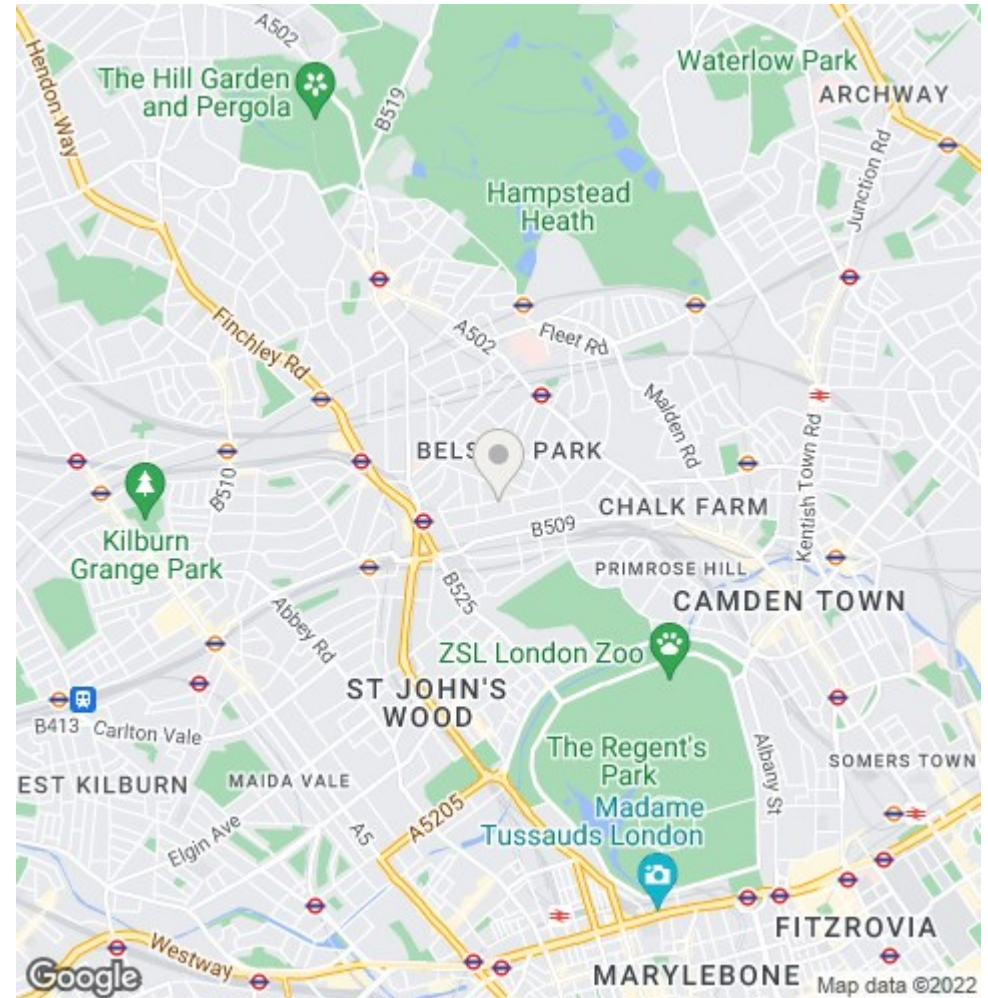 A502
Hendon Way
The Hill Garden
and Pergola
B519
Waterlow Park
ARCHWAY
Junction Rd
Hampstead
Heath
Finchley Rd
A502
Fleet Rd
Malden Rd
BELS PARK
Kentish Town Rd
B510
CHALK FARM
B509
Kilburn
Grange Park
PRIMROSE HILL
B525
CAMDEN TOWN
Abbey Rd
ZSL London Zoo
ST JOHN'S
WOOD
B413
Carlton Vale
The Regent's
Park
Albany St
SOMERS TOWN
EST KILBURN
MAIDA VALE
Madame
Tussauds London
A5205
A5
Elgin Ave
FITZROVIA
Westway
MARYLEBONE
Google
Map data ©2022